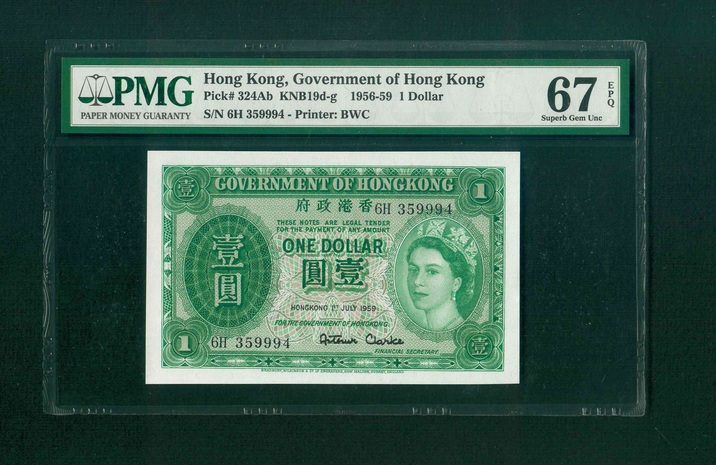 PMG
PAPER MONEY GUARANTY
Hong Kong, Government of Hong Kong
Pick# 324Ab KNB19d-g 1956-59 1 Dollar
S/N 6H 359994 - Printer: BWC
67
EPQ
Superb Gem Unc
壹 GOVERNMENT OF HONGKONG 1
府政港香 6H 359994
THESE NOTES ARE LEGAL TENDER
FOR THE PAYMENT OF ANY AMOUNT
ONE DOLLAR
圓壹
壹圓
HONGKONG 1ST JULY 1959
FOR THE GOVERNMENT OF HONGKONG.
1 6H 359994 Arthur Clarke 壹
FINANCIAL SECRETARY.